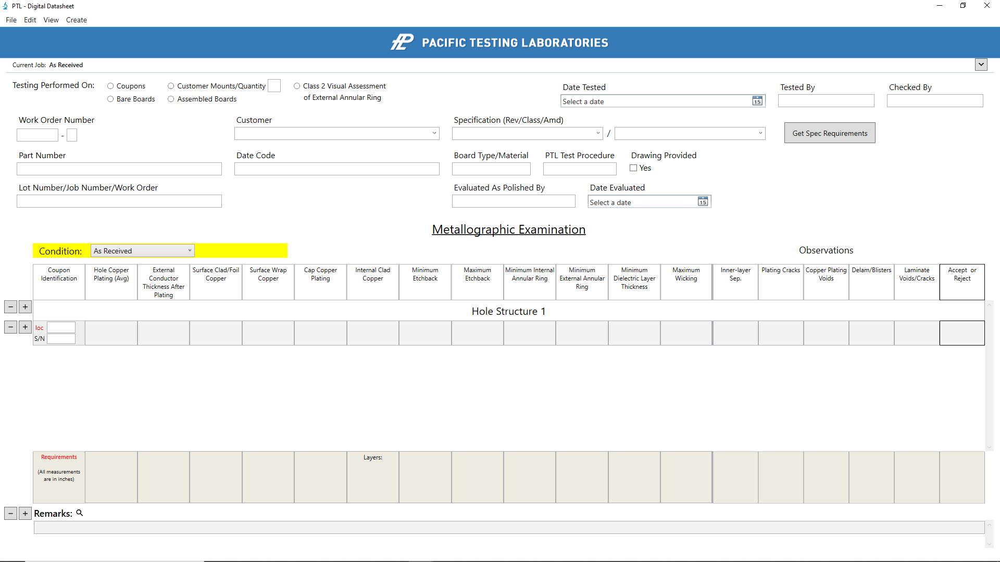 PTL - Digital Datasheet
File Edit View Create
PACIFIC TESTING LABORATORIES
Current Job: As Received
Testing Performed On:
Coupons
Customer Mounts/Quantity
Class 2 Visual Assessment
of External Annular Ring
Bare Boards
Assembled Boards
Date Tested
Select a date
15
Tested By
Checked By
Work Order Number
-
Customer
Specification (Rev/Class/Amd)
/
Get Spec Requirements
Part Number
Date Code
Board Type/Material
PTL Test Procedure
Drawing Provided
Yes
Lot Number/Job Number/Work Order
Evaluated As Polished By
Date Evaluated
Select a date
15
Metallographic Examination
Condition: As Received
Observations
Coupon
Identification
Hole Copper
Plating (Avg)
External
Conductor
Thickness After
Plating
Surface Clad/Foil
Copper
Surface Wrap
Copper
Cap Copper
Plating
Internal Clad
Copper
Minimum
Etchback
Maximum
Etchback
Minimum Internal
Annular Ring
Minimum
External Annular
Ring
Minimum
Dielectric Layer
Thickness
Maximum
Wicking
Inner-layer
Sep.
Plating Cracks
Copper Plating
Voids
Delam/Blisters
Laminate
Voids/Cracks
Accept or
Reject
- +
Hole Structure 1
- +
loc
S/N
Requirements
(All measurements
are in inches)
Layers:
- + Remarks: